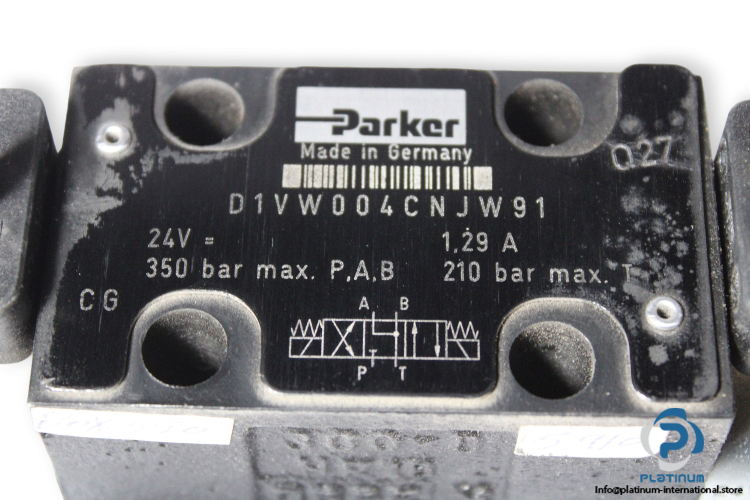 Parker
Made in Germany
027
D1VW004CNJW91
24V = 1,29 A
350 bar max. P,A,B 210 bar max. T
CG
A B
P T
PLATINUM
Info@platinum-international.store